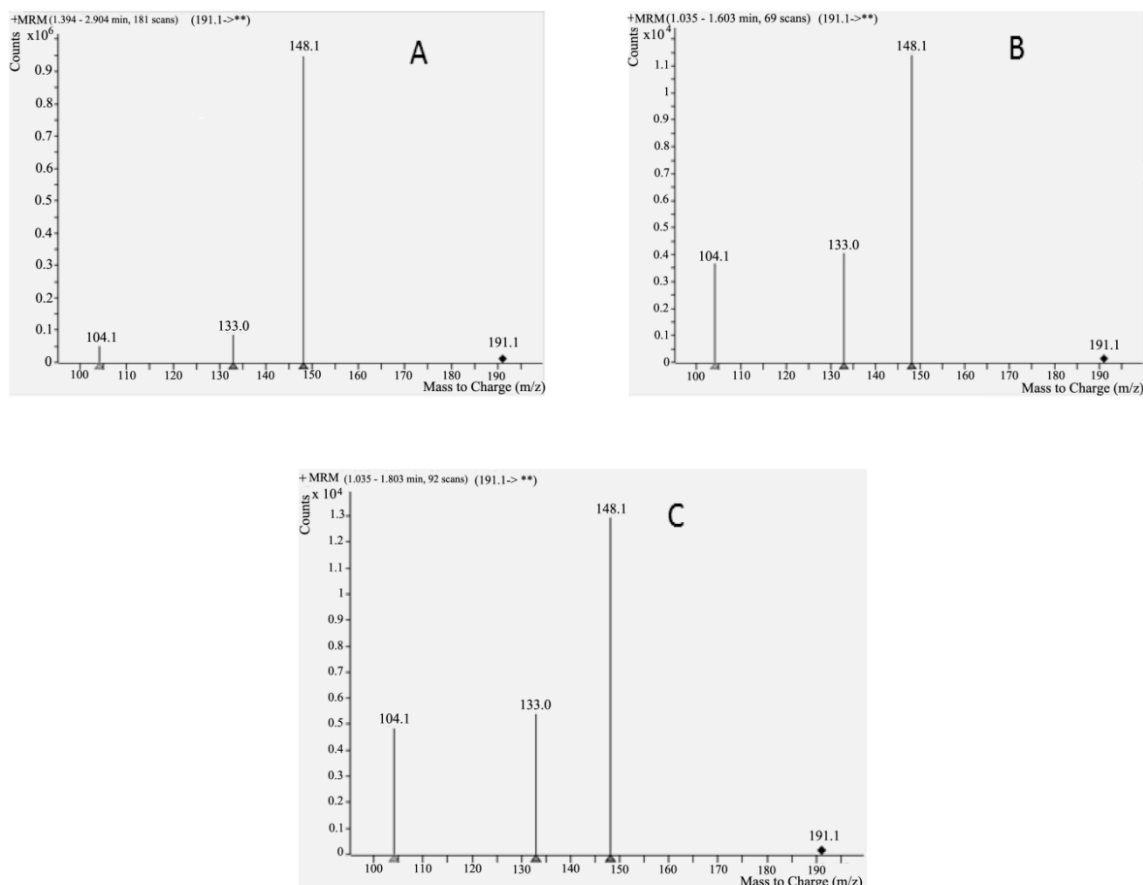 +MRM (1.394 - 2.904 min, 181 scans) (191.1->**)
x10⁶
Counts
A
148.1
0.9
0.8
0.7
0.6
0.5
0.4
0.3
0.2
0.1
0
104.1
133.0
191.1
100 110 120 130 140 150 160 170 180 190
Mass to Charge (m/z)
+MRM (1.035 - 1.603 min, 69 scans) (191.1->**)
x10⁴
Counts
B
148.1
1.1
1
0.9
0.8
0.7
0.6
0.5
0.4
0.3
0.2
0.1
0
104.1
133.0
191.1
100 110 120 130 140 150 160 170 180 190
Mass to Charge (m/z)
+ MRM (1.035 - 1.803 min, 92 scans) (191.1-> **)
x 10⁴
Counts
C
148.1
1.3
1.2
1.1
1
0.9
0.8
0.7
0.6
0.5
0.4
0.3
0.2
0.1
0
104.1
133.0
191.1
100 110 120 130 140 150 160 170 180 190
Mass to Charge (m/z)